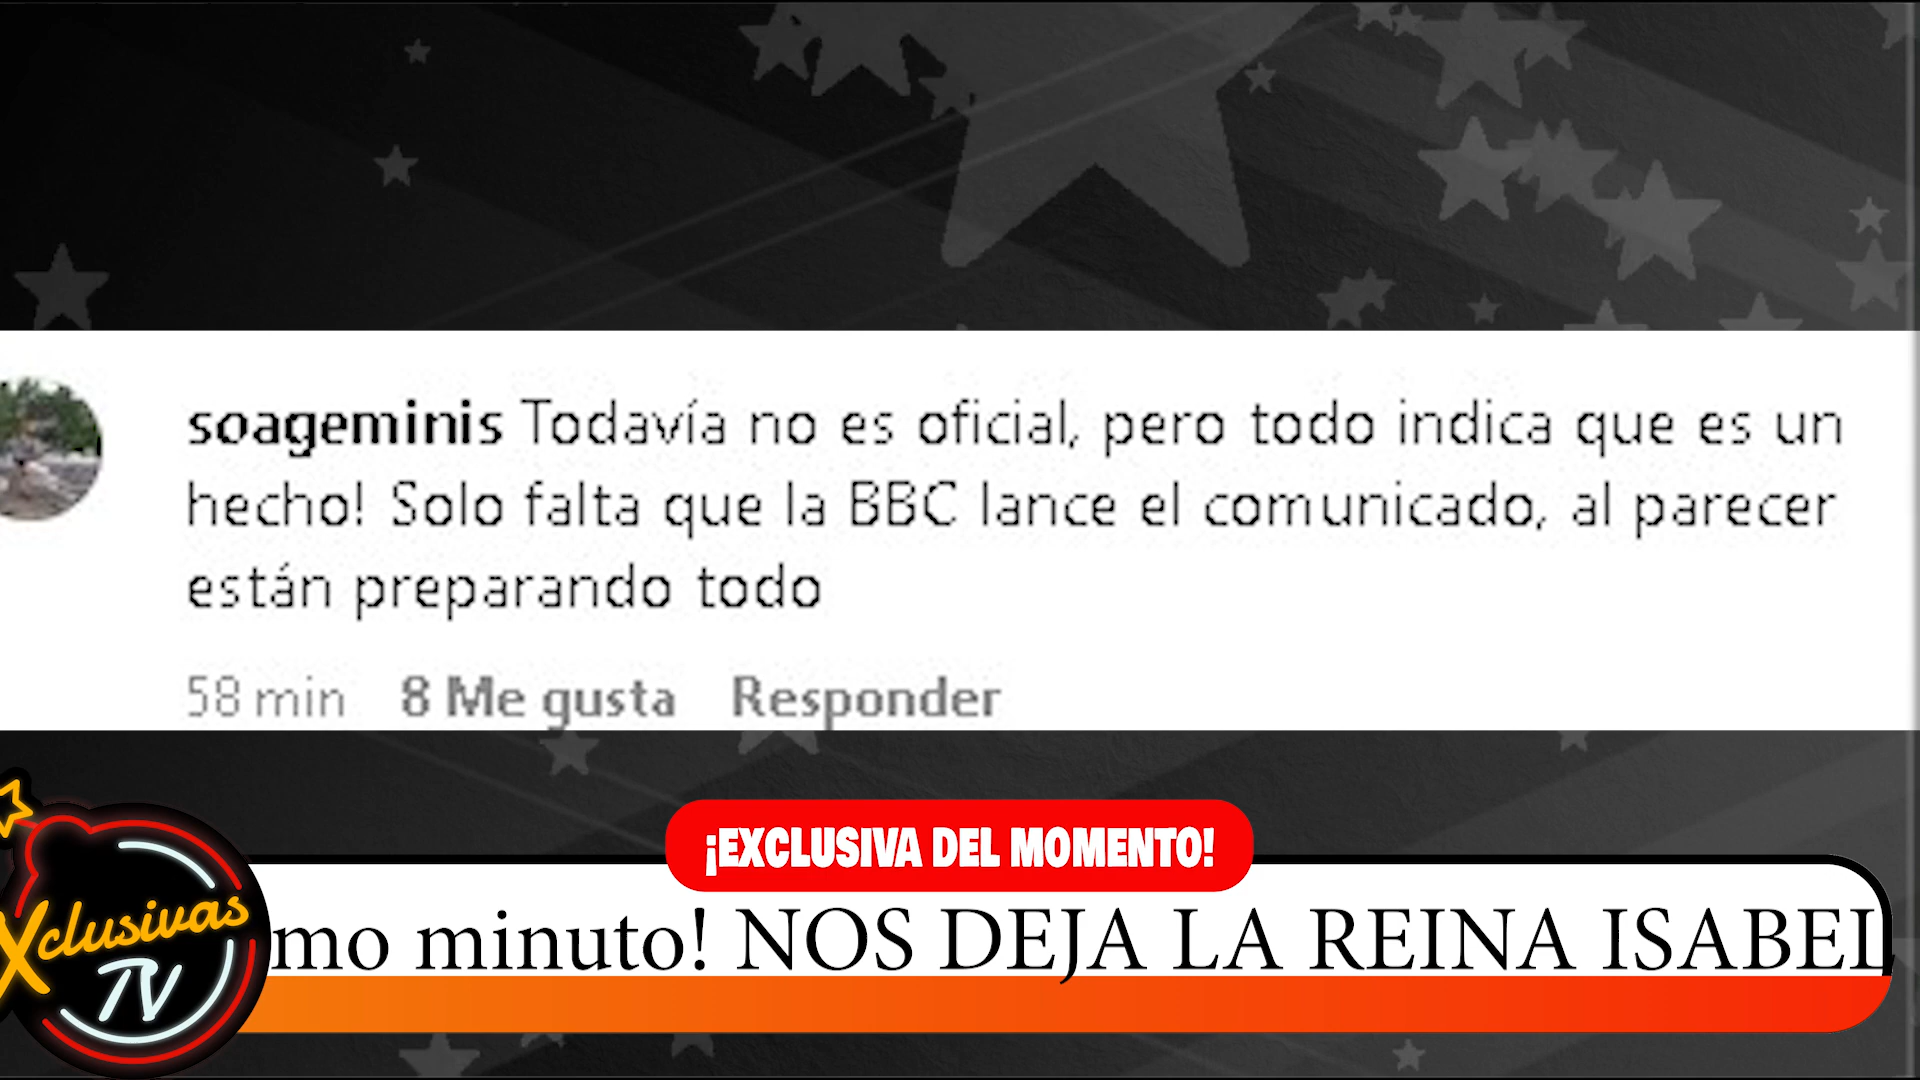 soageminis Todavía no es oficial, pero todo indica que es un
hecho! Solo falta que la BBC lance el comunicado, al parecer
están preparando todo
58 min 8 Me gusta Responder
¡EXCLUSIVA DEL MOMENTO!
mo minuto! NOS DEJA LA REINA ISABEL
Xclusivas
TV